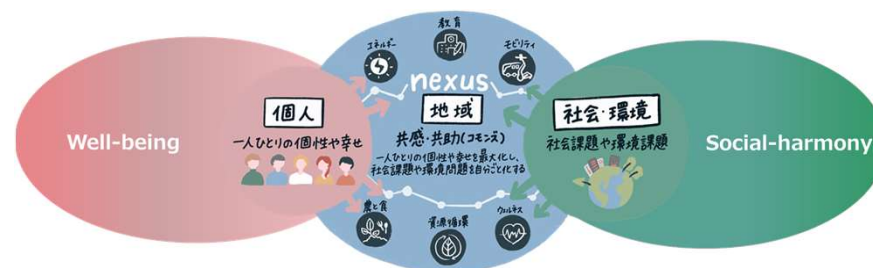 Well-being
個人
一人ひとりの個性や幸せ
エネルギー
教育
モビリティ
nexus
地域
共感・共助(コモンズ)
一人ひとりの個性や幸せを最大化し、
社会課題や環境問題を自分ごと化する
農と食
資源循環
ウェルネス
社会・環境
社会課題や環境課題
Social-harmony